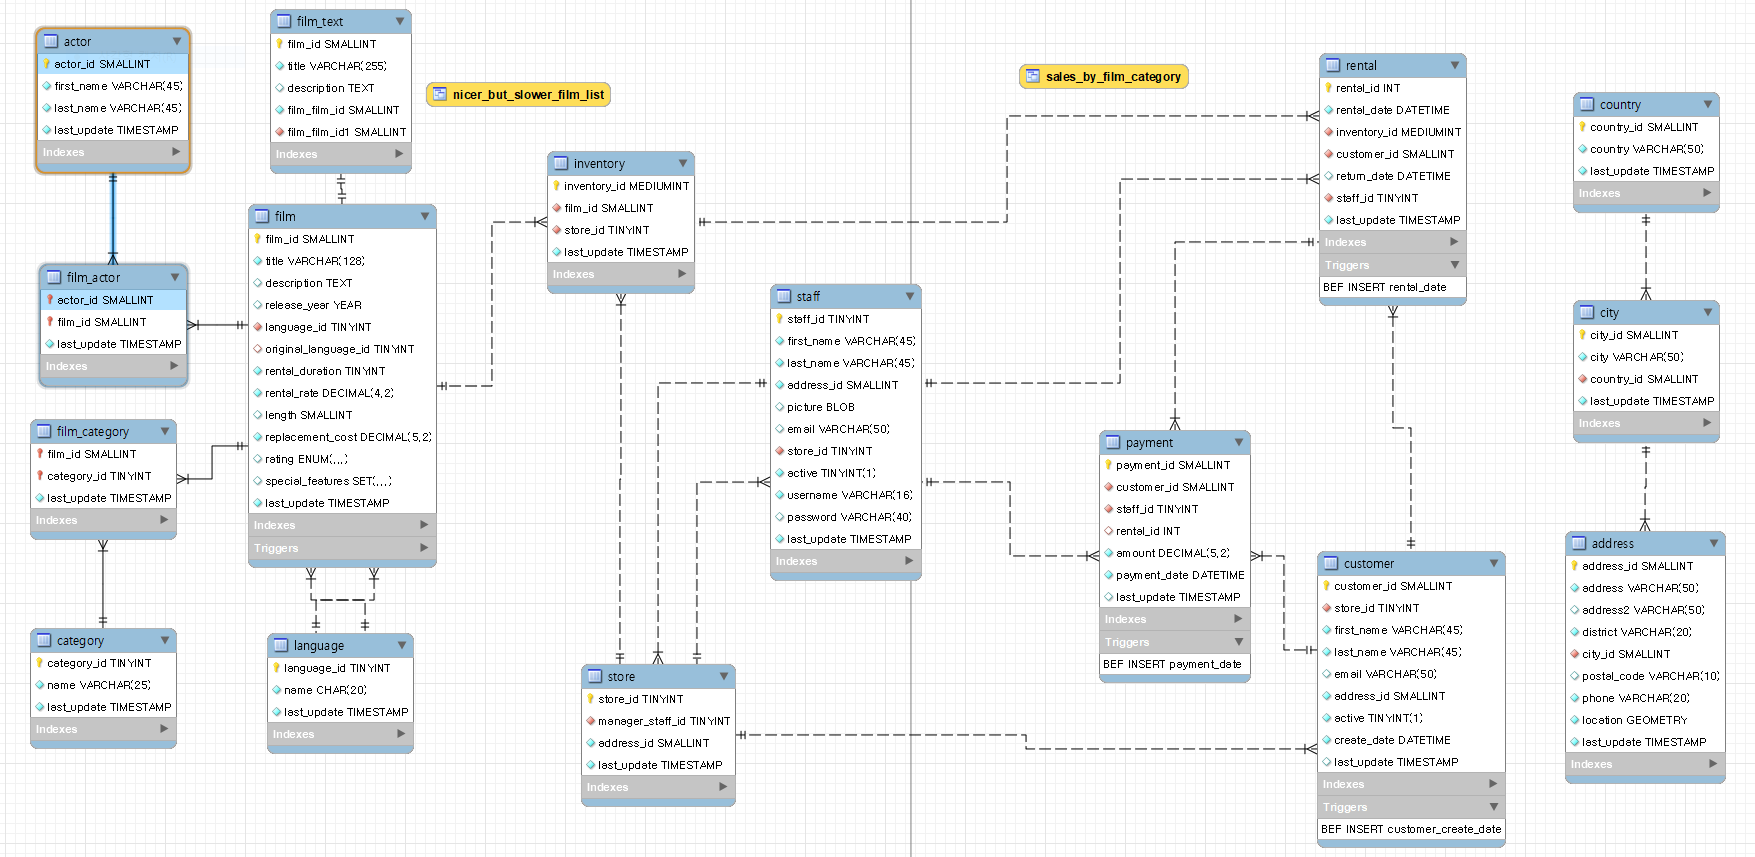 actor
actor_id SMALLINT
first_name VARCHAR(45)
last_name VARCHAR(45)
last_update TIMESTAMP
Indexes
film_text
film_id SMALLINT
title VARCHAR(255)
description TEXT
film_film_id SMALLINT
film_film_id1 SMALLINT
Indexes
nicer_but_slower_film_list
film_actor
actor_id SMALLINT
film_id SMALLINT
last_update TIMESTAMP
Indexes
film
film_id SMALLINT
title VARCHAR(128)
description TEXT
release_year YEAR
language_id TINYINT
original_language_id TINYINT
rental_duration TINYINT
rental_rate DECIMAL(4,2)
length SMALLINT
replacement_cost DECIMAL(5,2)
rating ENUM(,,,)
special_features SET(,,,)
last_update TIMESTAMP
Indexes
Triggers
film_category
film_id SMALLINT
category_id TINYINT
last_update TIMESTAMP
Indexes
category
category_id TINYINT
name VARCHAR(25)
last_update TIMESTAMP
Indexes
language
language_id TINYINT
name CHAR(20)
last_update TIMESTAMP
Indexes
inventory
inventory_id MEDIUMINT
film_id SMALLINT
store_id TINYINT
last_update TIMESTAMP
Indexes
staff
staff_id TINYINT
first_name VARCHAR(45)
last_name VARCHAR(45)
address_id SMALLINT
picture BLOB
email VARCHAR(50)
store_id TINYINT
active TINYINT(1)
username VARCHAR(16)
password VARCHAR(40)
last_update TIMESTAMP
Indexes
store
store_id TINYINT
manager_staff_id TINYINT
address_id SMALLINT
last_update TIMESTAMP
Indexes
sales_by_film_category
rental
rental_id INT
rental_date DATETIME
inventory_id MEDIUMINT
customer_id SMALLINT
return_date DATETIME
staff_id TINYINT
last_update TIMESTAMP
Indexes
Triggers
BEF INSERT rental_date
payment
payment_id SMALLINT
customer_id SMALLINT
staff_id TINYINT
rental_id INT
amount DECIMAL(5,2)
payment_date DATETIME
last_update TIMESTAMP
Indexes
Triggers
BEF INSERT payment_date
customer
customer_id SMALLINT
store_id TINYINT
first_name VARCHAR(45)
last_name VARCHAR(45)
email VARCHAR(50)
address_id SMALLINT
active TINYINT(1)
create_date DATETIME
last_update TIMESTAMP
Indexes
Triggers
BEF INSERT customer_create_date
country
country_id SMALLINT
country VARCHAR(50)
last_update TIMESTAMP
Indexes
city
city_id SMALLINT
city VARCHAR(50)
country_id SMALLINT
last_update TIMESTAMP
Indexes
address
address_id SMALLINT
address VARCHAR(50)
address2 VARCHAR(50)
district VARCHAR(20)
city_id SMALLINT
postal_code VARCHAR(10)
phone VARCHAR(20)
location GEOMETRY
last_update TIMESTAMP
Indexes